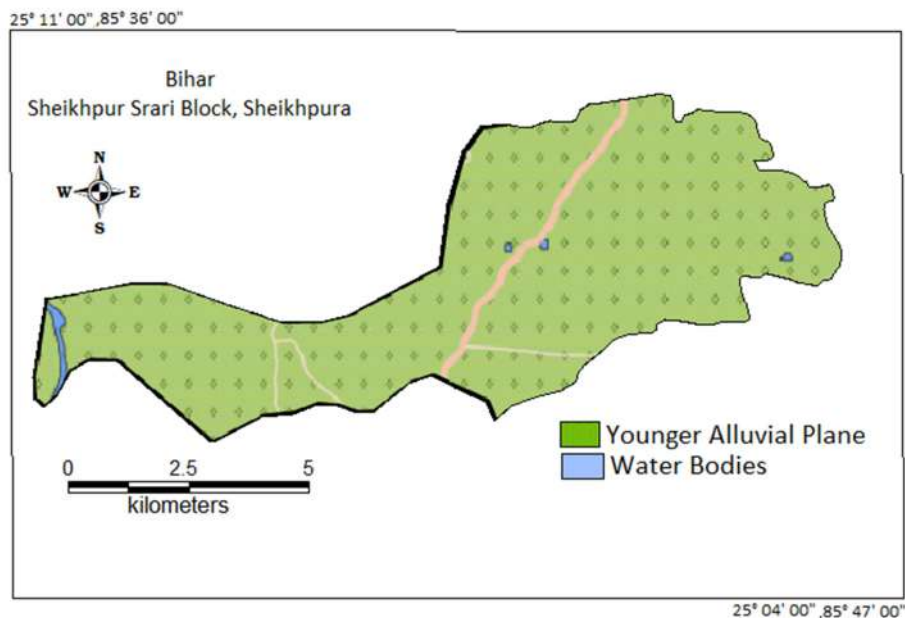 25° 11' 00'' ,85° 36' 00''
Bihar
Sheikhpur Srari Block, Sheikhpura
N
W E
S
Younger Alluvial Plane
Water Bodies
0 2.5 5
kilometers
25° 04' 00'' ,85° 47' 00''